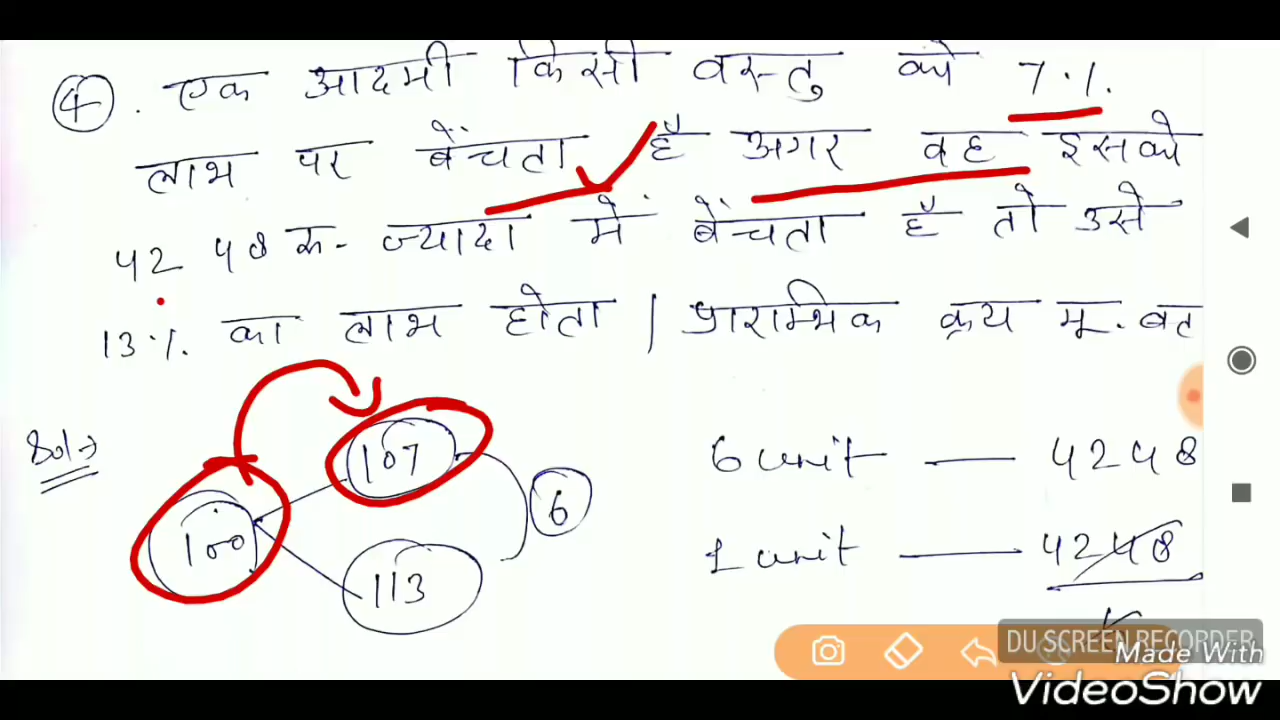 4. एक आदमी किसी वस्तु को 7%
लाभ पर बेंचता है अगर वह इसको
4248 रू- ज्यादा में बेंचता है तो उसे
13% का लाभ होता | प्रारम्भिक क्रय मू. बत
Sol→ 100 107 113 6
6 unit — 4248
1 unit — 4248
DU SCREEN RECORDER
Made With
VideoShow